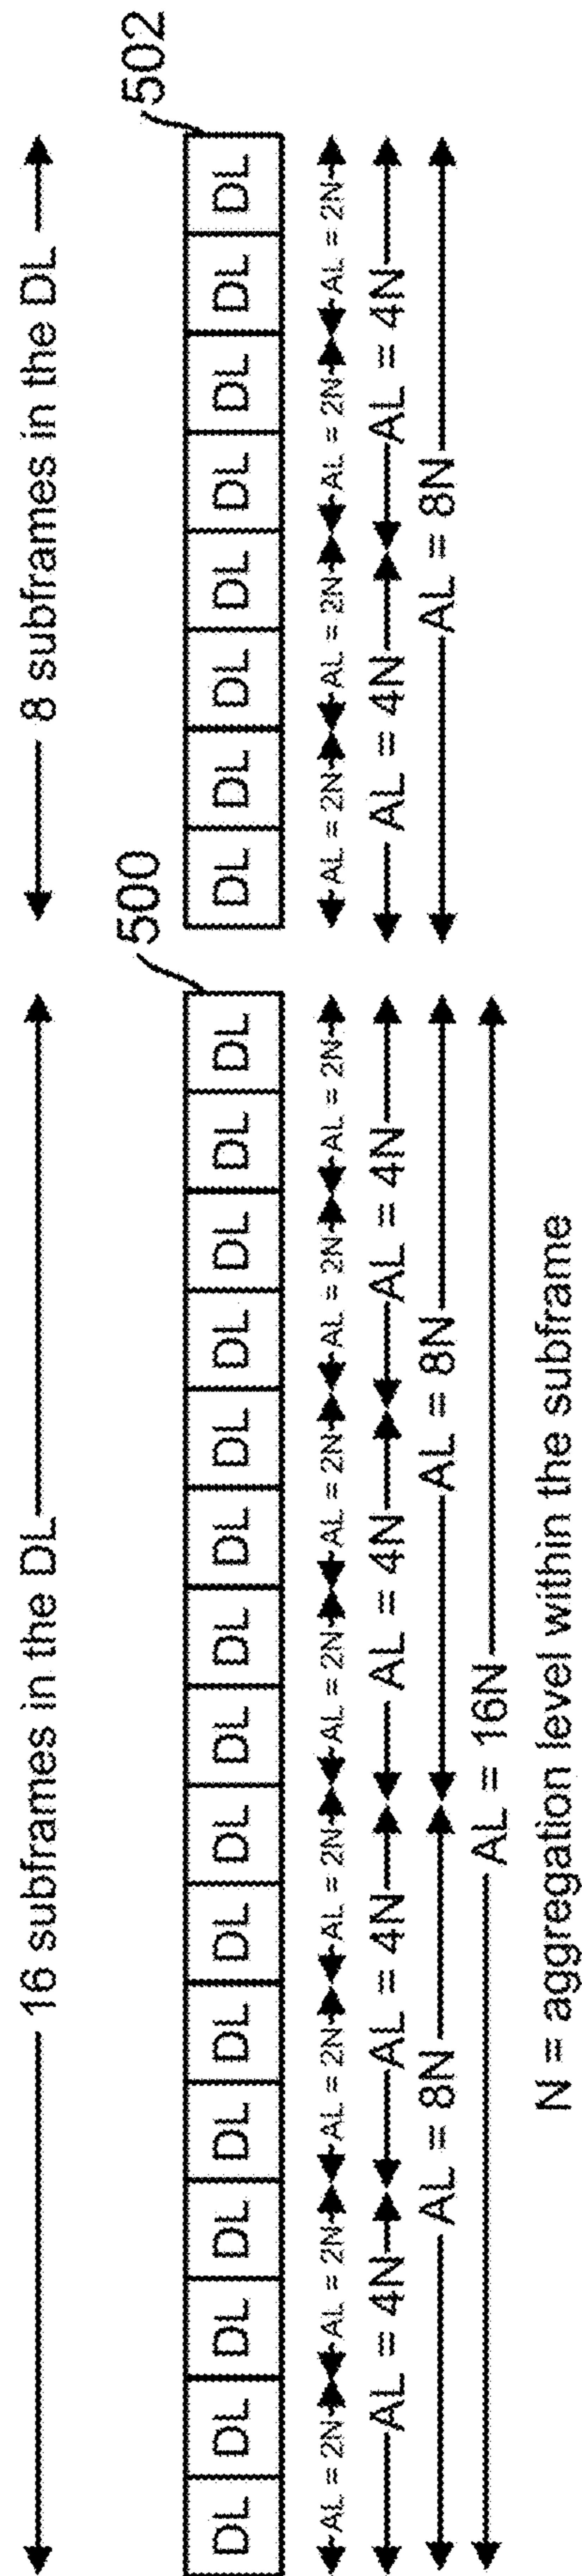 16 subframes in the DL 8 subframes in the DL
500 502
DL DL DL DL DL DL DL DL DL DL DL DL DL DL DL DL DL DL DL DL DL DL DL DL
AL = 2N AL = 2N AL = 2N AL = 2N AL = 2N AL = 2N AL = 2N AL = 2N AL = 2N AL = 2N AL = 2N AL = 2N
AL = 4N AL = 4N AL = 4N AL = 4N AL = 4N AL = 4N
AL = 8N AL = 8N AL = 8N
AL = 16N
N = aggregation level within the subframe